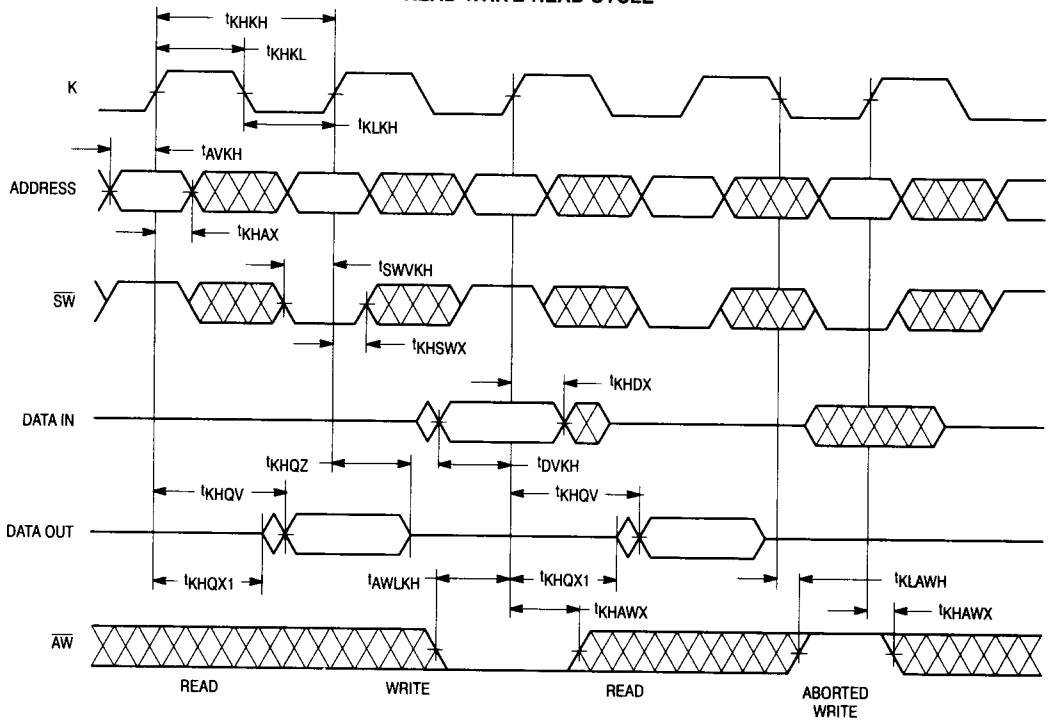 READ-WRITE-READ CYCLE
tKHKH
tKHKL
K
tKLKH
tAVKH
ADDRESS
tKHAX
tSWVKH
SW
tKHSWX
tKHDX
DATA IN
tKHQZ
tDVKH
tKHQV
tKHQV
DATA OUT
tKHQX1
tAWLKH
tKHQX1
tKLAWH
tKHAWX
tKHAWX
AW
READ
WRITE
READ
ABORTED
WRITE